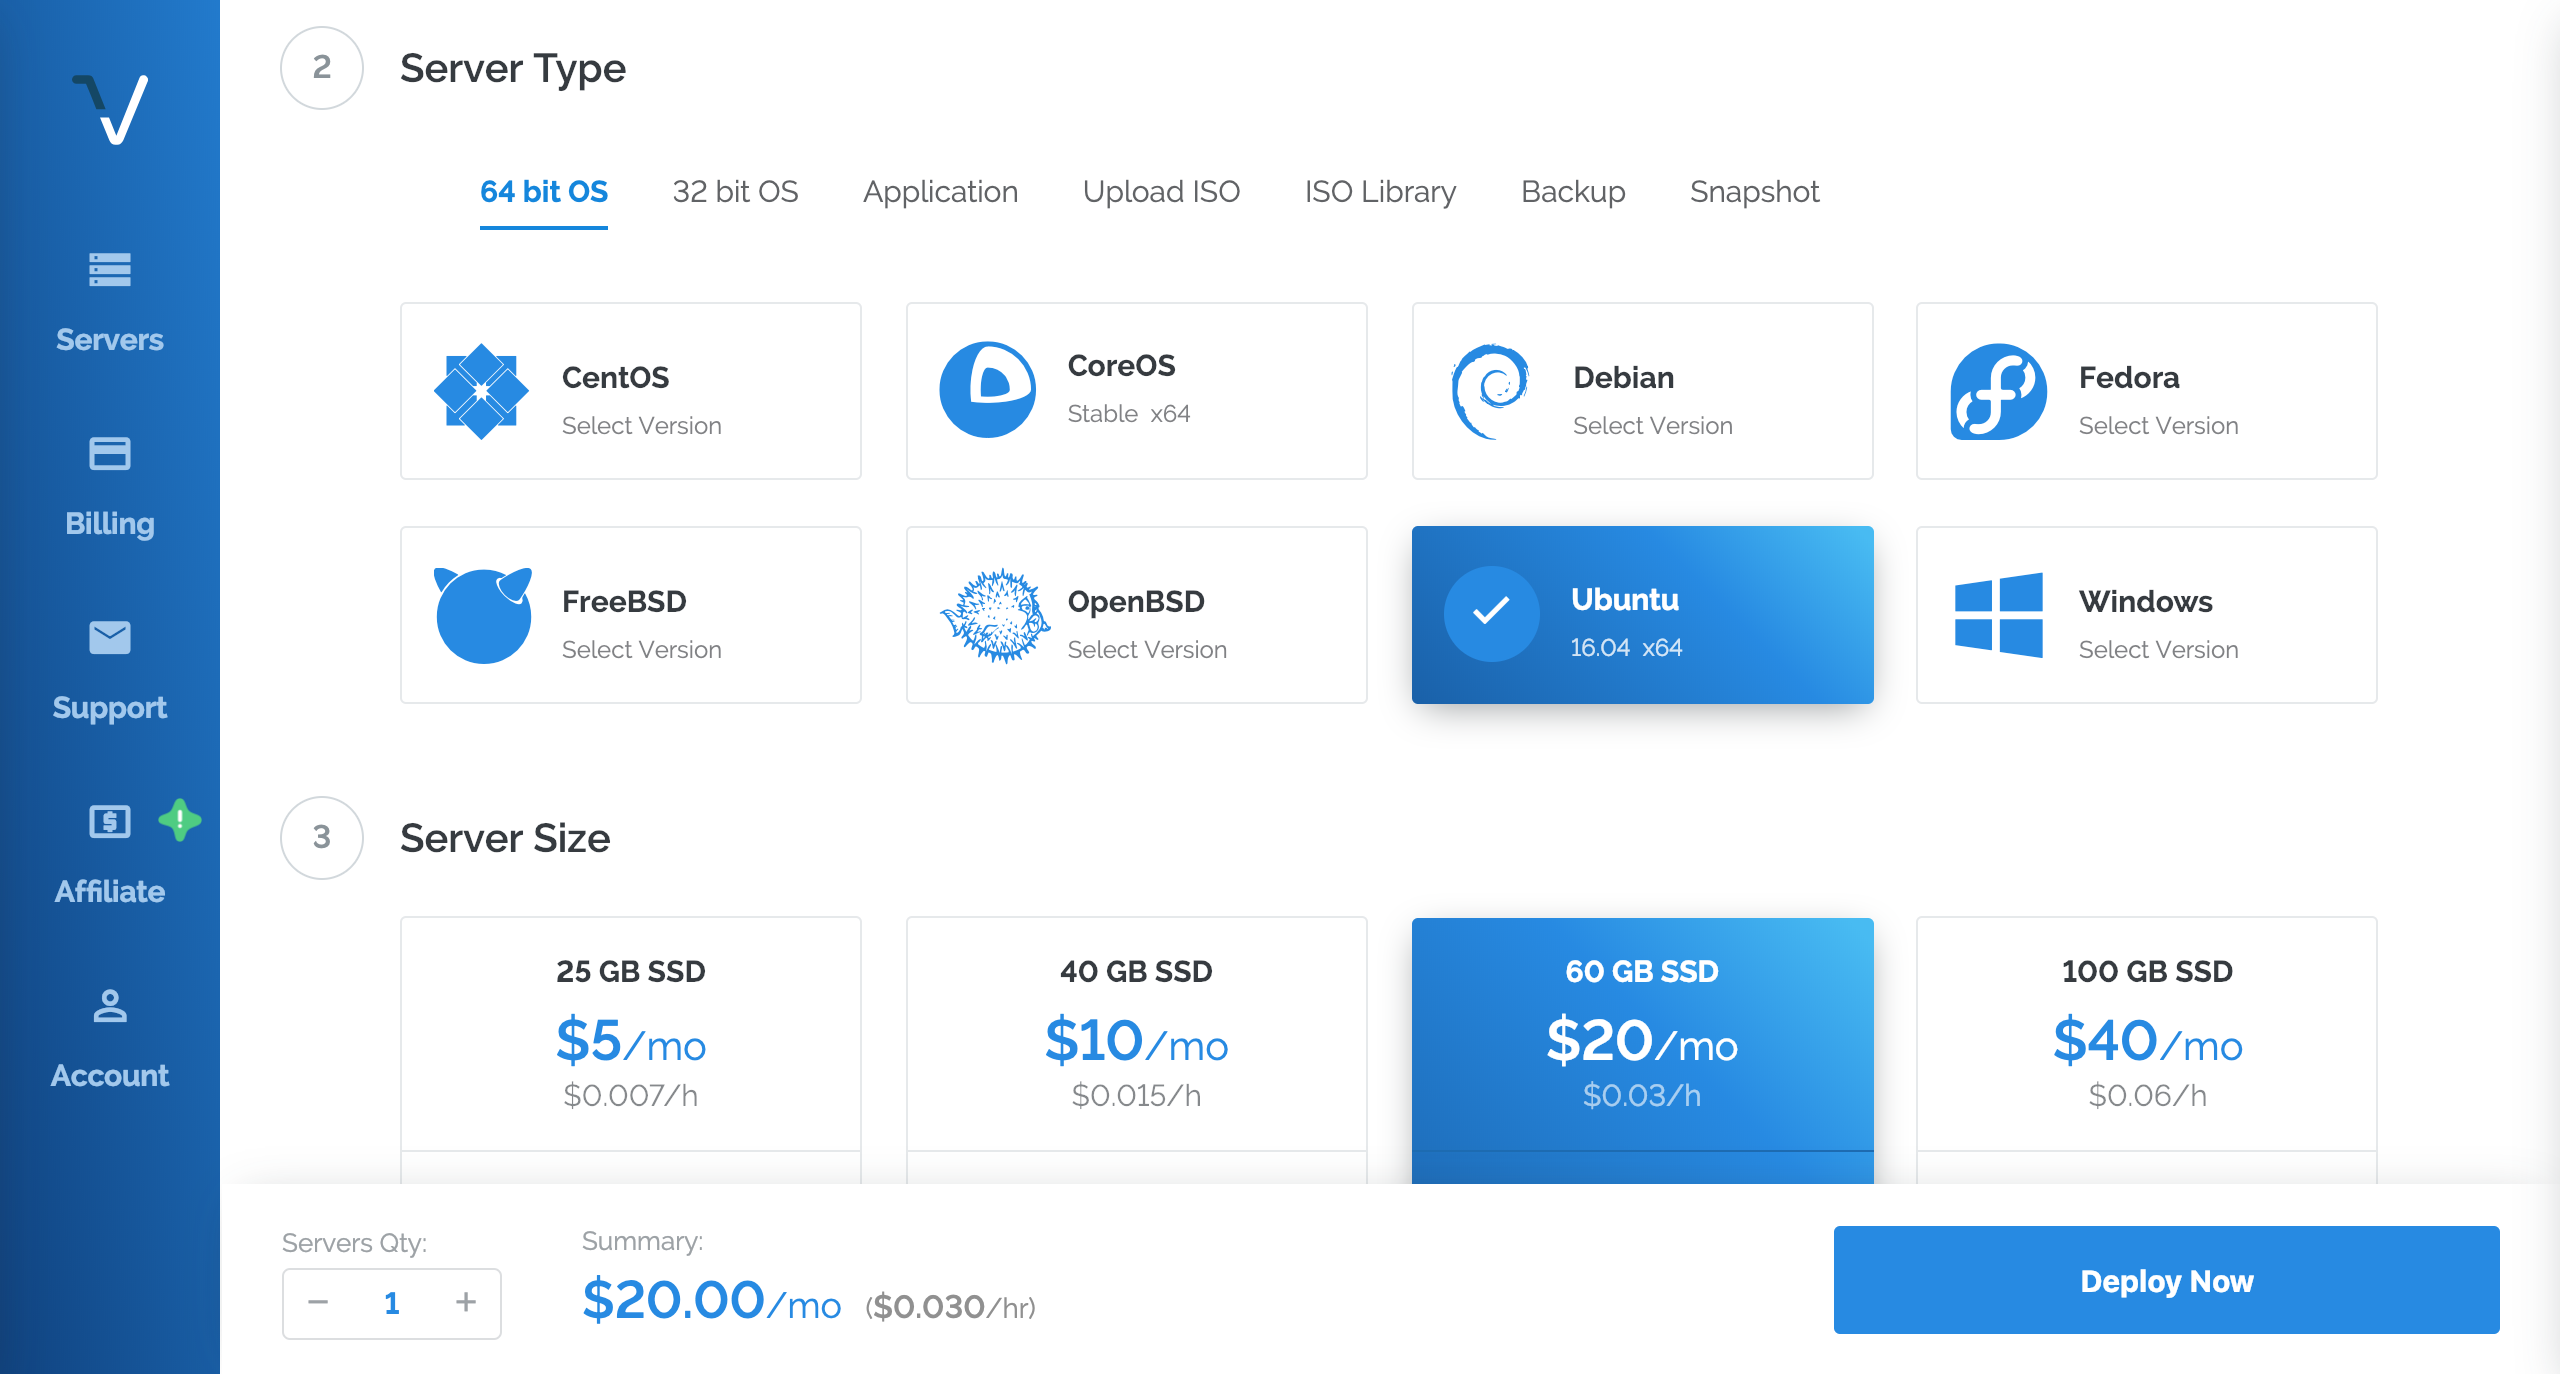 2
Server Type
64 bit OS
32 bit OS
Application
Upload ISO
ISO Library
Backup
Snapshot
CentOS
Select Version
CoreOS
Stable x64
Debian
Select Version
Fedora
Select Version
FreeBSD
Select Version
OpenBSD
Select Version
Ubuntu
16.04 x64
Windows
Select Version
3
Server Size
25 GB SSD
$5/mo
$0.007/h
40 GB SSD
$10/mo
$0.015/h
60 GB SSD
$20/mo
$0.03/h
100 GB SSD
$40/mo
$0.06/h
Servers
Billing
Support
Affiliate
Account
Servers Qty:
− 1 +
Summary:
$20.00/mo ($0.030/hr)
Deploy Now